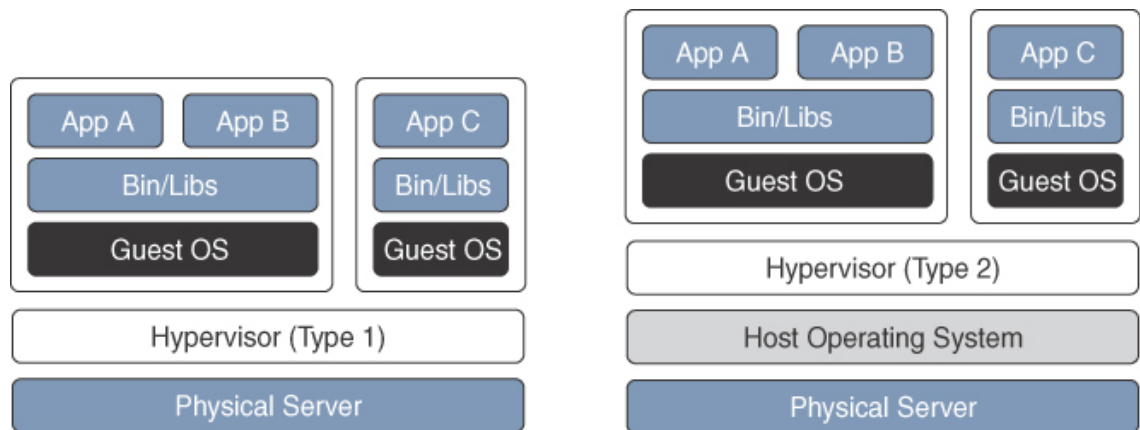 App A
App B
App C
Bin/Libs
Bin/Libs
Guest OS
Guest OS
Hypervisor (Type 1)
Physical Server
App A
App B
App C
Bin/Libs
Bin/Libs
Guest OS
Guest OS
Hypervisor (Type 2)
Host Operating System
Physical Server